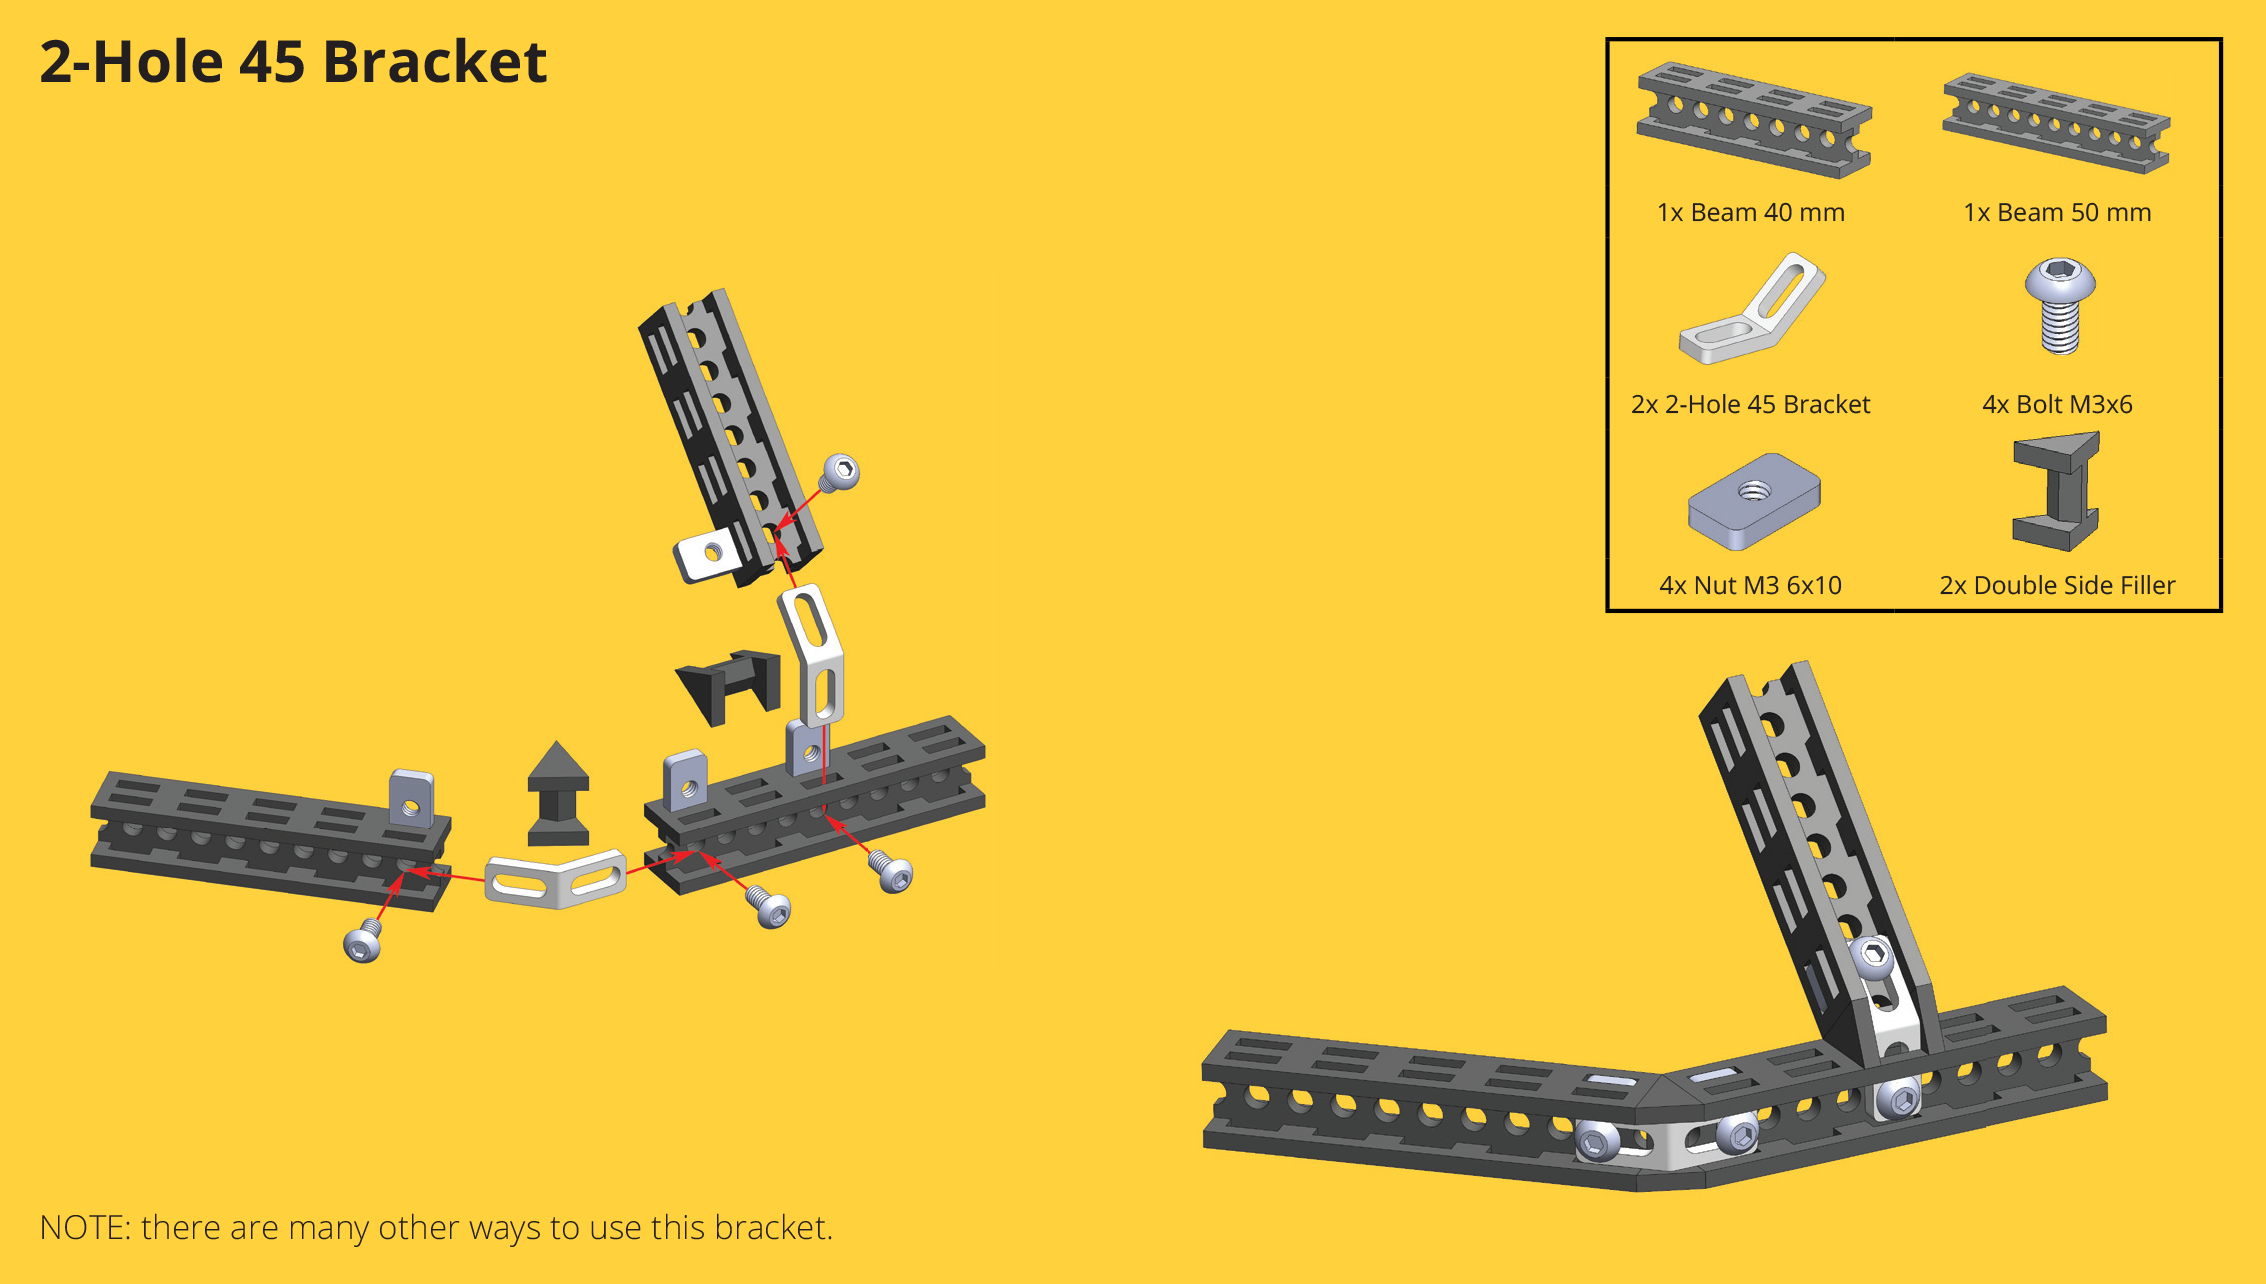 2-Hole 45 Bracket
1x Beam 40 mm
1x Beam 50 mm
2x 2-Hole 45 Bracket
4x Bolt M3x6
4x Nut M3 6x10
2x Double Side Filler
NOTE: there are many other ways to use this bracket.